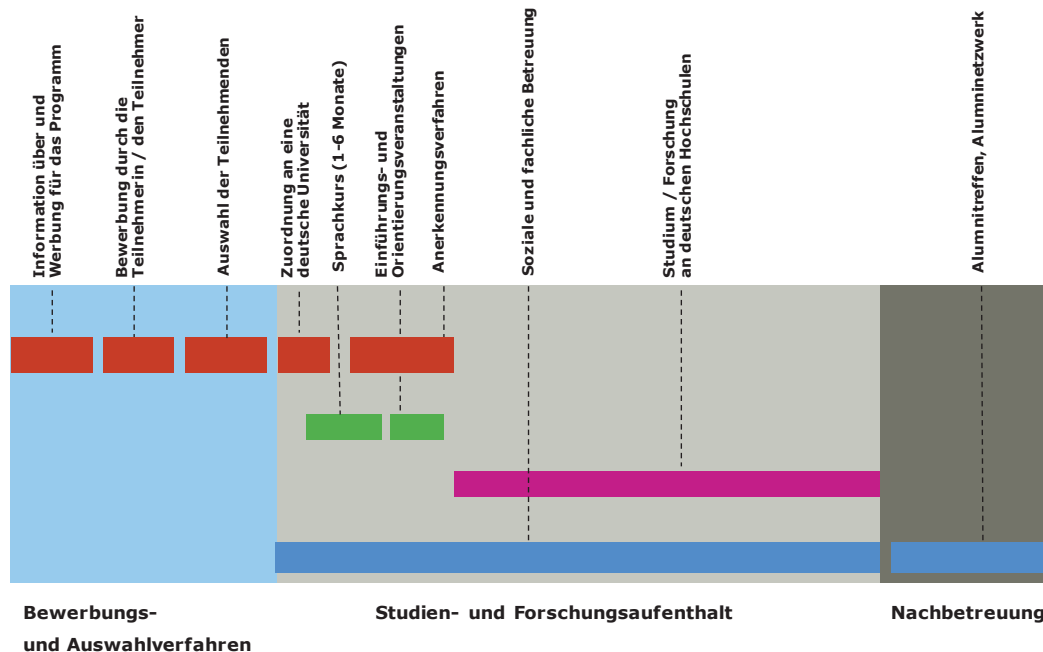 Information über und
Werbung für das Programm
Bewerbung durch die
Teilnehmerin / den Teilnehmer
Auswahl der Teilnehmenden
Zuordnung an eine
deutsche Universität
Sprachkurs (1-6 Monate)
Einführungs- und
Orientierungsveranstaltungen
Anerkennungsverfahren
Soziale und fachliche Betreuung
Studium / Forschung
an deutschen Hochschulen
Alumnitreffen, Alumninetzwerk
Bewerbungs-
und Auswahlverfahren
Studien- und Forschungsaufenthalt
Nachbetreuung